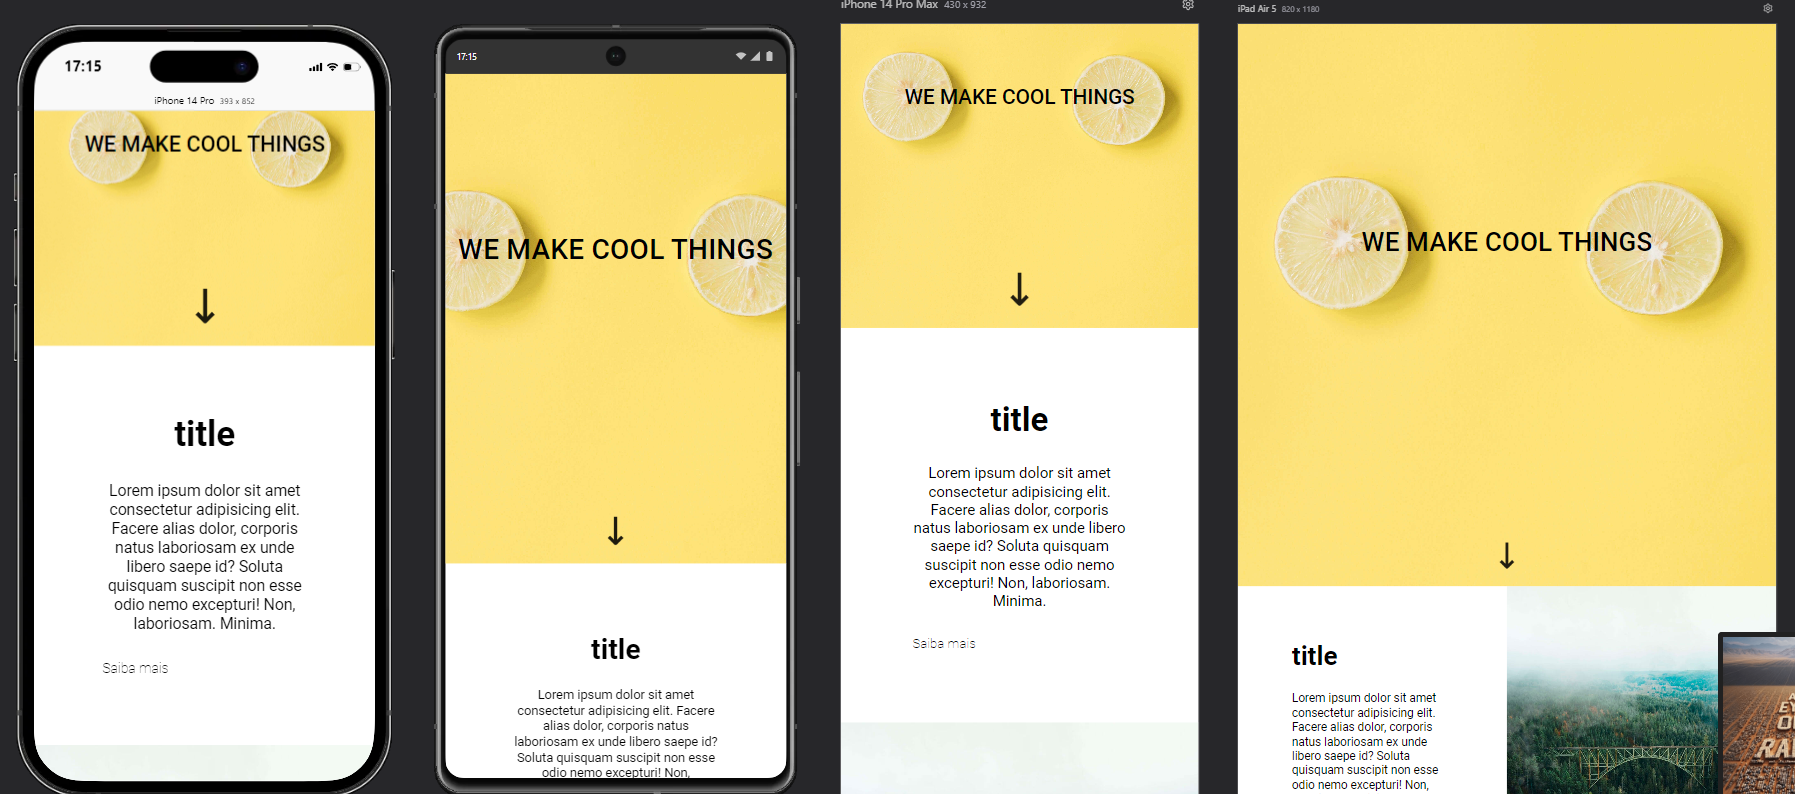 17:15
iPhone 14 Pro 393 x 852
WE MAKE COOL THINGS
title
Lorem ipsum dolor sit amet
consectetur adipisicing elit.
Facere alias dolor, corporis
natus laboriosam ex unde
libero saepe id? Soluta
quisquam suscipit non esse
odio nemo excepturi! Non,
laboriosam. Minima.
Saiba mais
17:15
WE MAKE COOL THINGS
title
Lorem ipsum dolor sit amet
consectetur adipisicing elit. Facere
alias dolor, corporis natus
laboriosam ex unde libero saepe id?
Soluta quisquam suscipit non esse
odio nemo excepturi! Non,
iPhone 14 Pro Max 430 x 932
WE MAKE COOL THINGS
title
Lorem ipsum dolor sit amet
consectetur adipisicing elit.
Facere alias dolor, corporis
natus laboriosam ex unde libero
saepe id? Soluta quisquam
suscipit non esse odio nemo
excepturi! Non, laboriosam.
Minima.
Saiba mais
iPad Air 5 820 x 1180
WE MAKE COOL THINGS
title
Lorem ipsum dolor sit amet
consectetur adipisicing elit.
Facere alias dolor, corporis
natus laboriosam ex unde
libero saepe id? Soluta
quisquam suscipit non esse
odio nemo excepturi! Non,